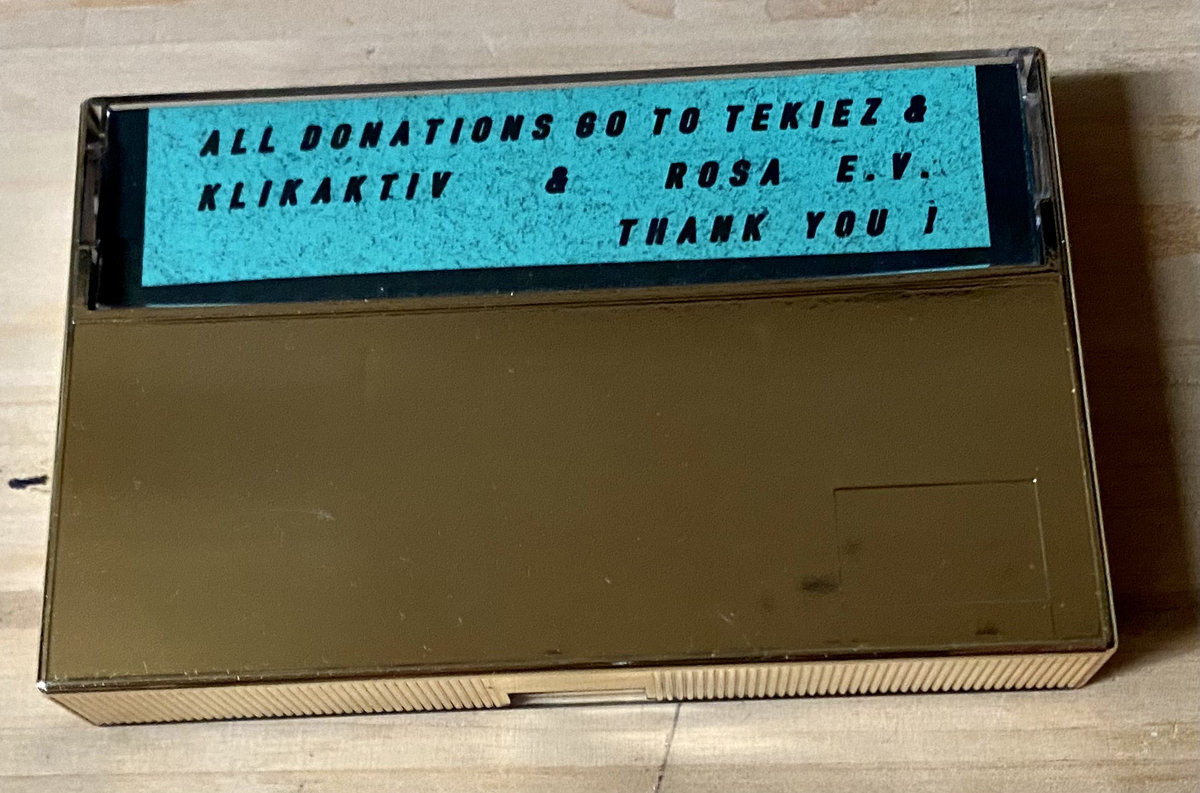 ALL DONATIONS GO TO TEKIEZ &
KLIKAKTIV & ROSA E.V.
THANK YOU !